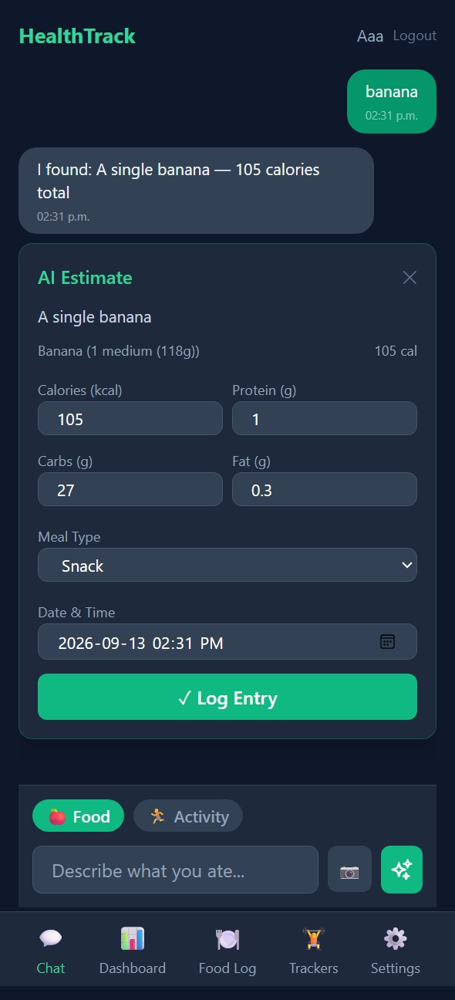 HealthTrack
Aaa Logout
banana
02:31 p.m.
I found: A single banana — 105 calories
total
02:31 p.m.
AI Estimate
A single banana
Banana (1 medium (118g)) 105 cal
Calories (kcal) Protein (g)
105 1
Carbs (g) Fat (g)
27 0.3
Meal Type
Snack
Date & Time
2026-09-13 02:31 PM
✓ Log Entry
Food Activity
Describe what you ate...
Chat Dashboard Food Log Trackers Settings